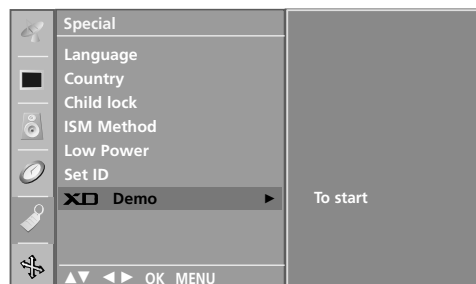 Special
Language
Country
Child lock
ISM Method
Low Power
Set ID
XD Demo ► To start
▲▼ ◄► OK MENU